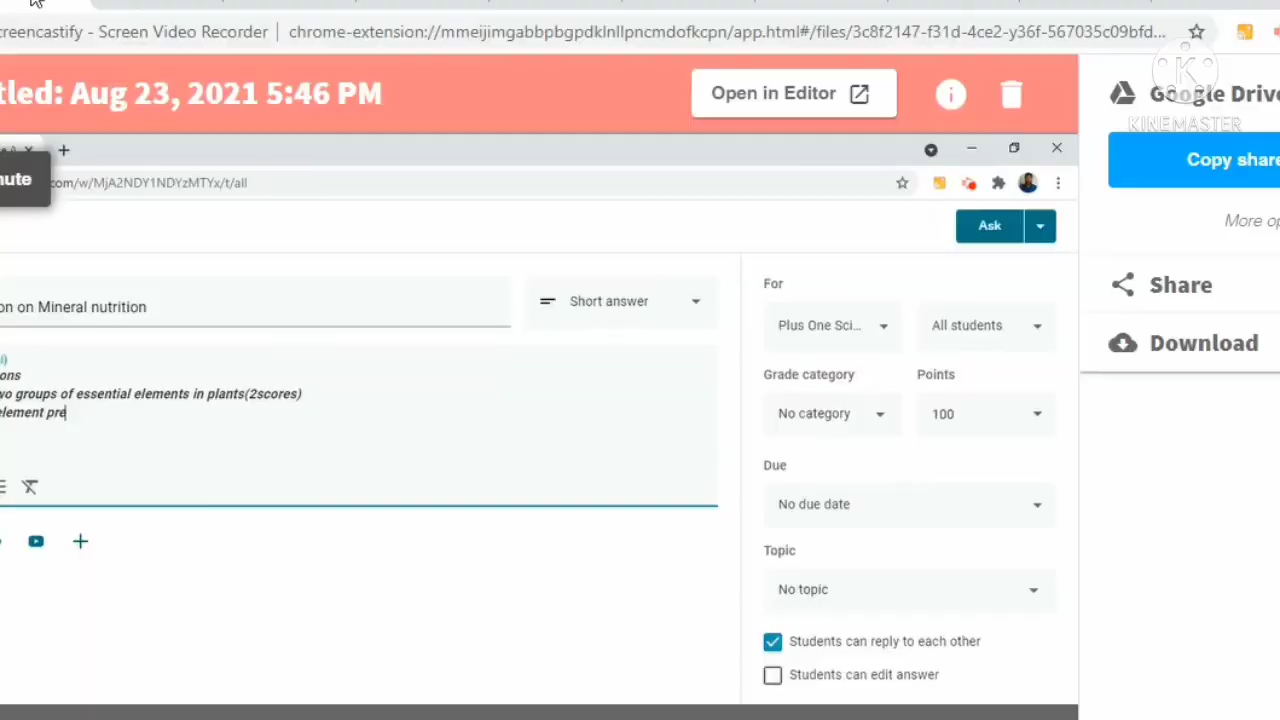 creencastify - Screen Video Recorder
chrome-extension://mmeijimgabbpbgpdklnllpncmdofkcpn/app.html#/files/3c8f2147-f31d-4ce2-y36f-567035c09bfd...
tled: Aug 23, 2021 5:46 PM
Open in Editor
Google Drive
KINEMASTER
Copy share
More op
Share
Download
nute
com/w/MjA2NDY1NDYzMTYx/t/all
Ask
on on Mineral nutrition
Short answer
ons
wo groups of essential elements in plants(2scores)
element pre
For
Plus One Sci...
All students
Grade category
Points
No category
100
Due
No due date
Topic
No topic
Students can reply to each other
Students can edit answer